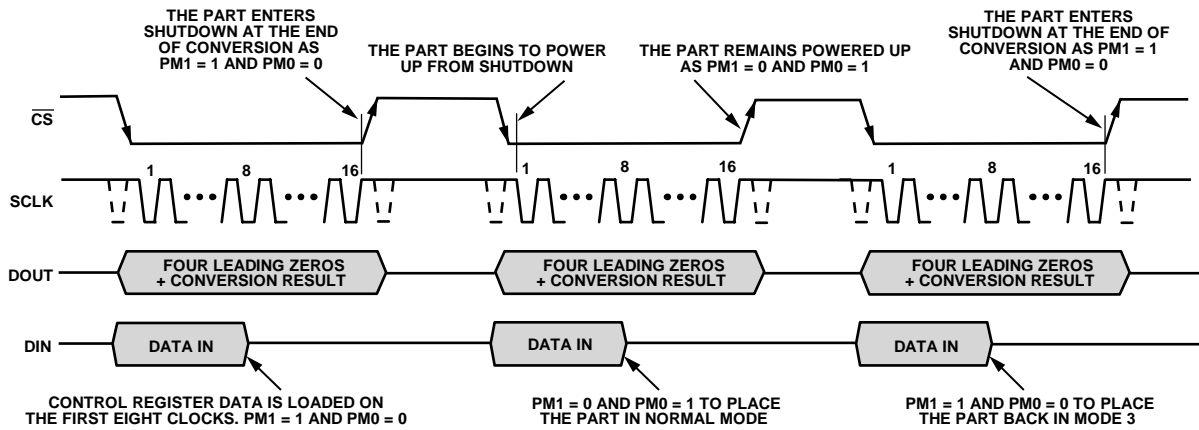 THE PART ENTERS
SHUTDOWN AT THE END
OF CONVERSION AS
PM1 = 1 AND PM0 = 0
THE PART BEGINS TO POWER
UP FROM SHUTDOWN
THE PART REMAINS POWERED UP
AS PM1 = 0 AND PM0 = 1
THE PART ENTERS
SHUTDOWN AT THE END OF
CONVERSION AS PM1 = 1
AND PM0 = 0
CS
1 8 16 1 8 16 1 8 16
SCLK
DOUT
FOUR LEADING ZEROS
+ CONVERSION RESULT
FOUR LEADING ZEROS
+ CONVERSION RESULT
FOUR LEADING ZEROS
+ CONVERSION RESULT
DIN
DATA IN
DATA IN
DATA IN
CONTROL REGISTER DATA IS LOADED ON
THE FIRST EIGHT CLOCKS. PM1 = 1 AND PM0 = 0
PM1 = 0 AND PM0 = 1 TO PLACE
THE PART IN NORMAL MODE
PM1 = 1 AND PM0 = 0 TO PLACE
THE PART BACK IN MODE 3